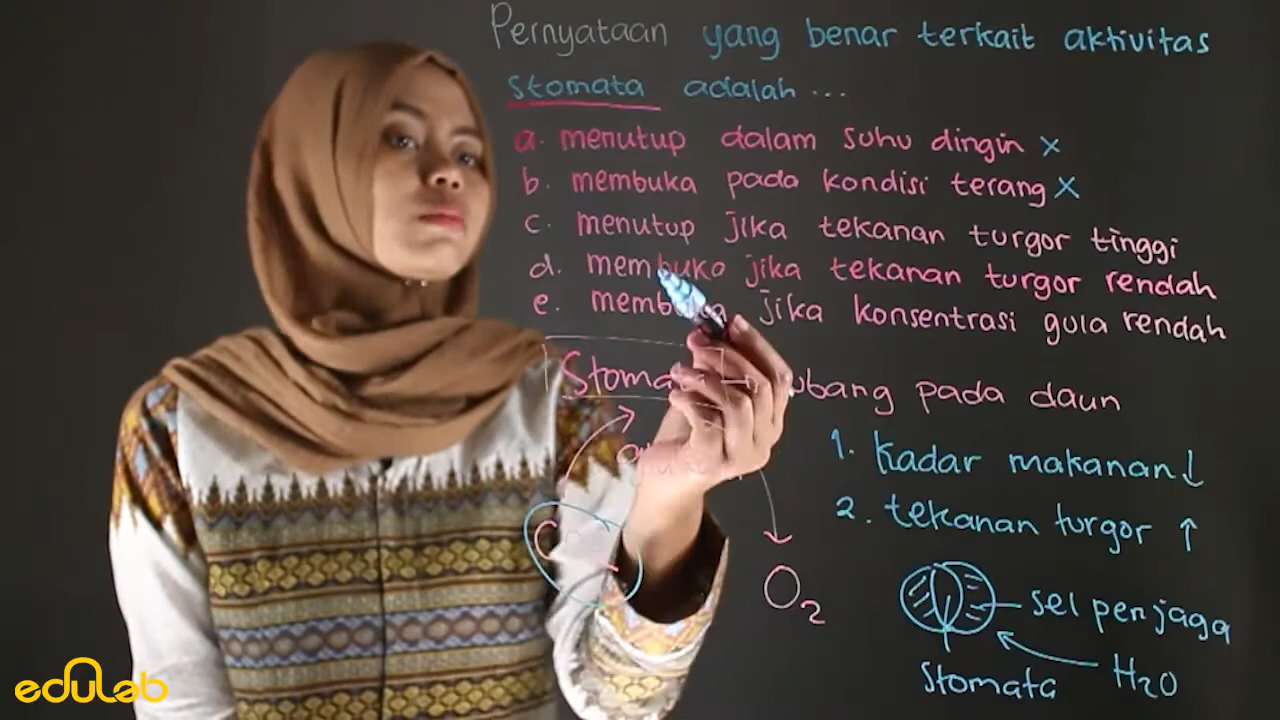 Pernyataan yang benar terkait aktivitas
stomata adalah ...
a. menutup dalam suhu dingin x
b. membuka pada kondisi terang x
c. menutup jika tekanan turgor tinggi
d. membuka jika tekanan turgor rendah
e. jika konsentrasi gula rendah
pada daun
1. kadar makanan ↓
2. tekanan turgor ↑
O2
sel penjaga
H2O
Stomata
edulab